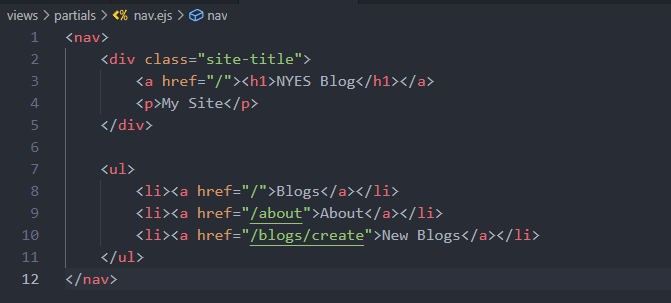 views > partials > <% nav.ejs > nav
1 <nav>
2     <div class="site-title">
3         <a href="/"><h1>NYES Blog</h1></a>
4         <p>My Site</p>
5     </div>
6
7     <ul>
8         <li><a href="/">Blogs</a></li>
9         <li><a href="/about">About</a></li>
10         <li><a href="/blogs/create">New Blogs</a></li>
11     </ul>
12 </nav>